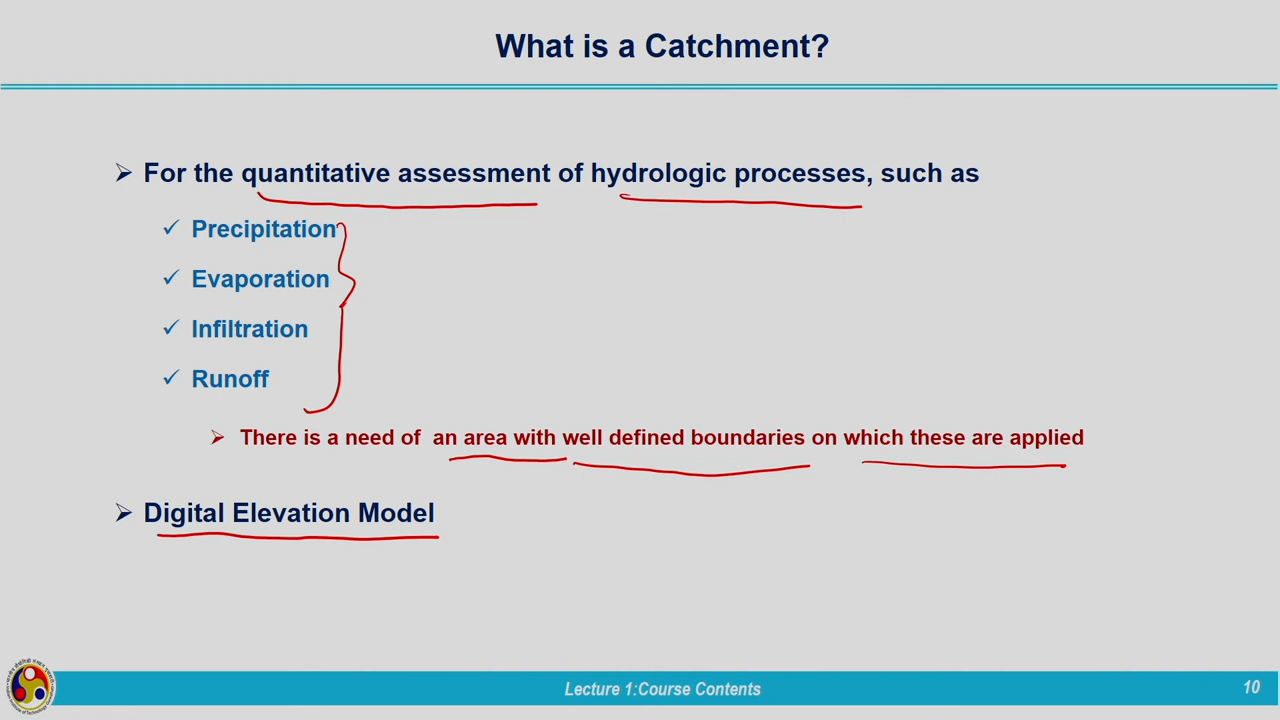 What is a Catchment?
For the quantitative assessment of hydrologic processes, such as
Precipitation
Evaporation
Infiltration
Runoff
There is a need of an area with well defined boundaries on which these are applied
Digital Elevation Model
Lecture 1:Course Contents
10